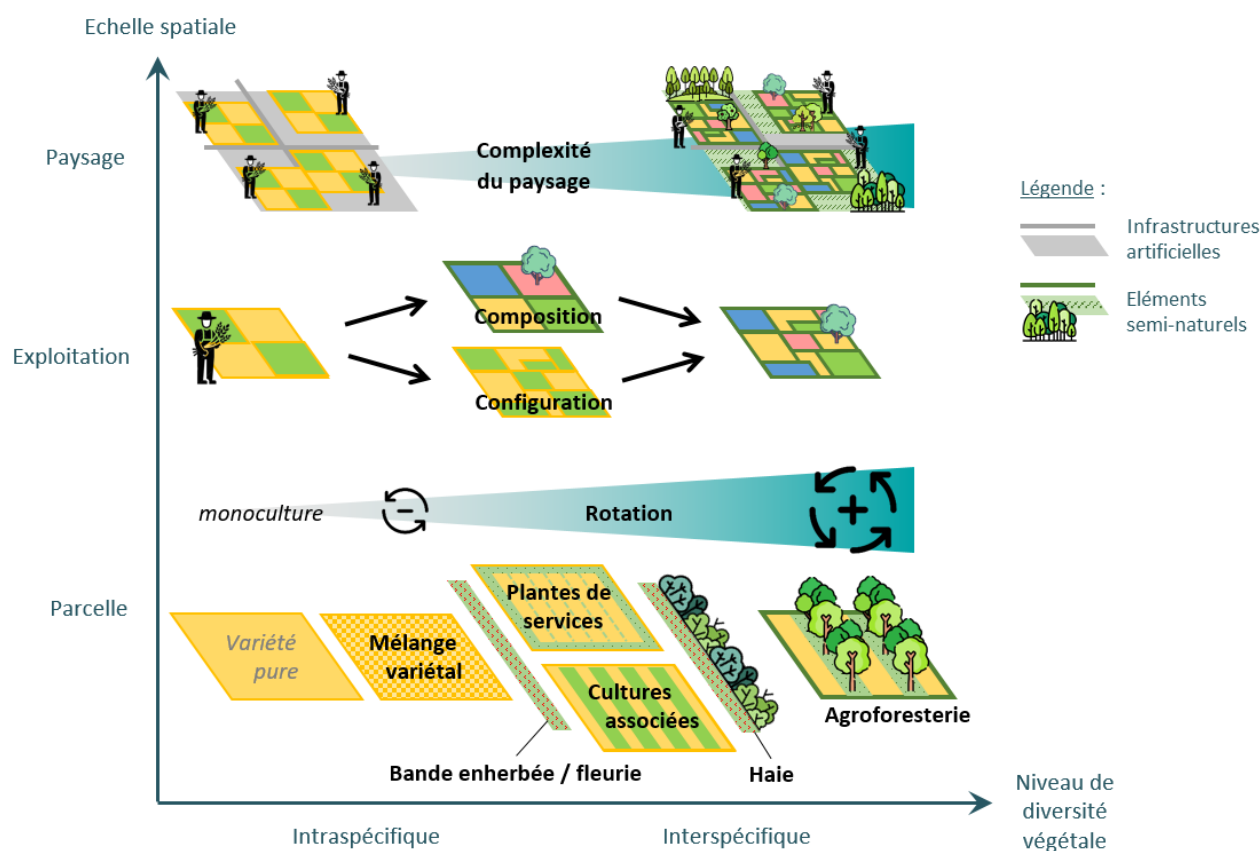 Echelle spatiale
Paysage
Complexité
du paysage
Légende :
Infrastructures
artificielles
Eléments
semi-naturels
Exploitation
Composition
Configuration
monoculture
Rotation
Parcelle
Variété
pure
Mélange
variétal
Plantes de
services
Cultures
associées
Agroforesterie
Bande enherbée / fleurie
Haie
Niveau de
diversité
végétale
Intraspécifique
Interspécifique